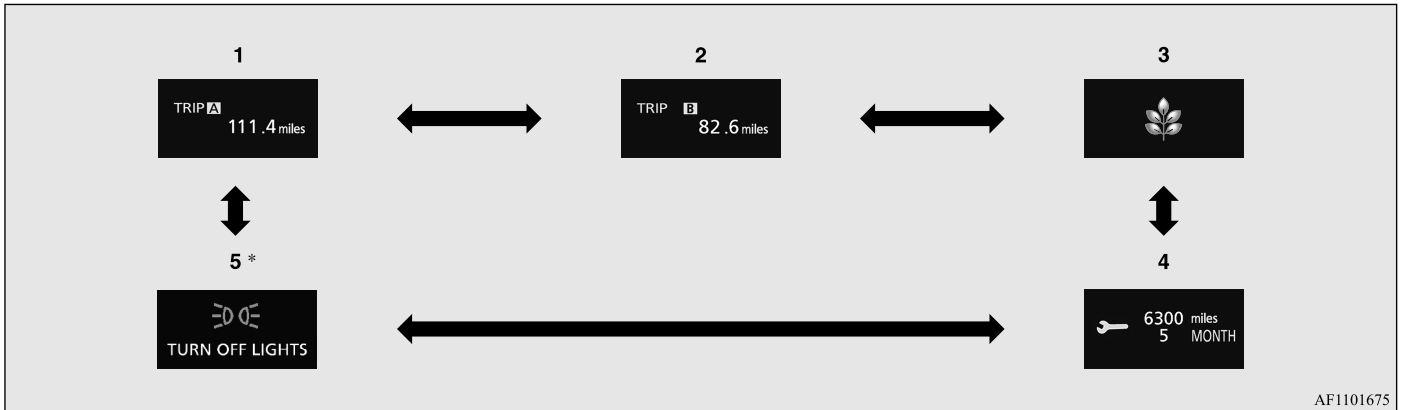 1 2 3
TRIP A
111.4 miles
TRIP B
82.6 miles
5 * 4
TURN OFF LIGHTS
6300 miles
5 MONTH
AF1101675